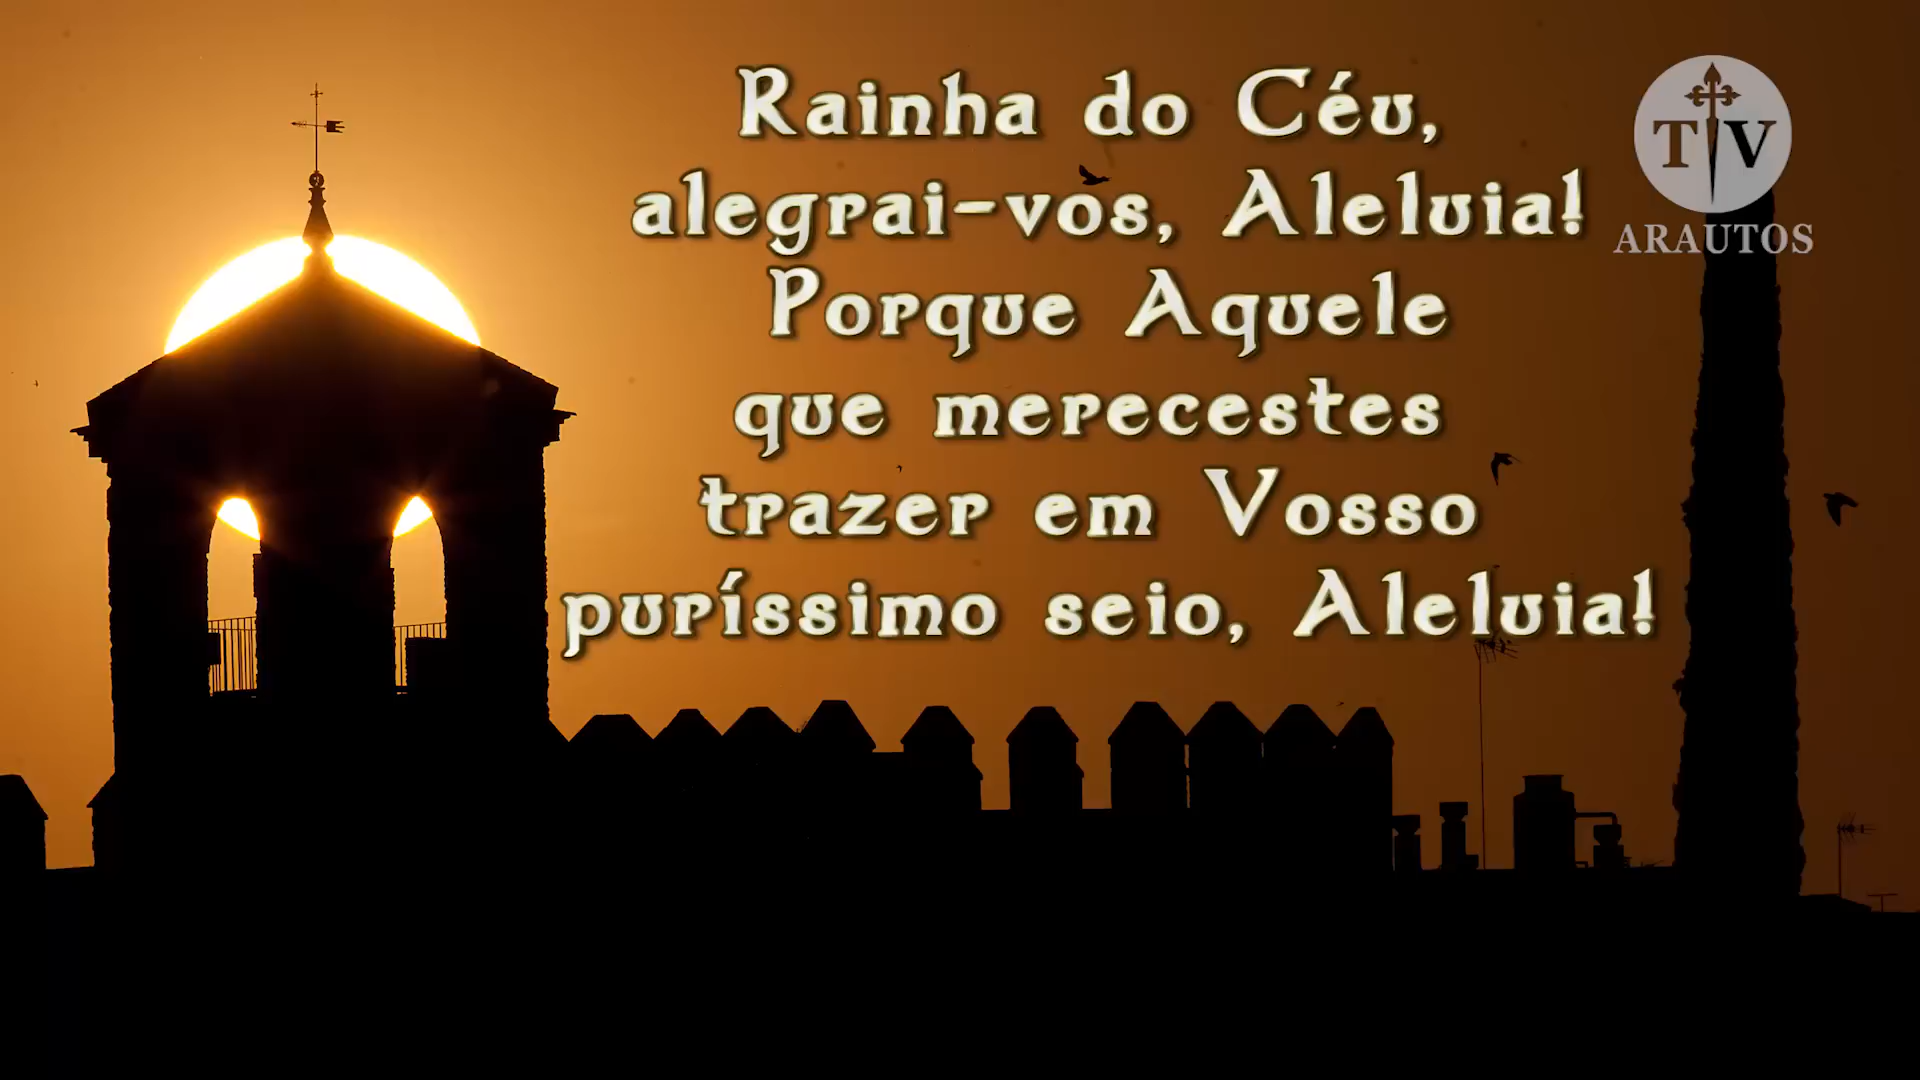 Rainha do Céu,
alegrai-vos, Aleluia!
Porque Aquele
que merecestes
trazer em Vosso
puríssimo seio, Aleluia!
TV
ARAUTOS